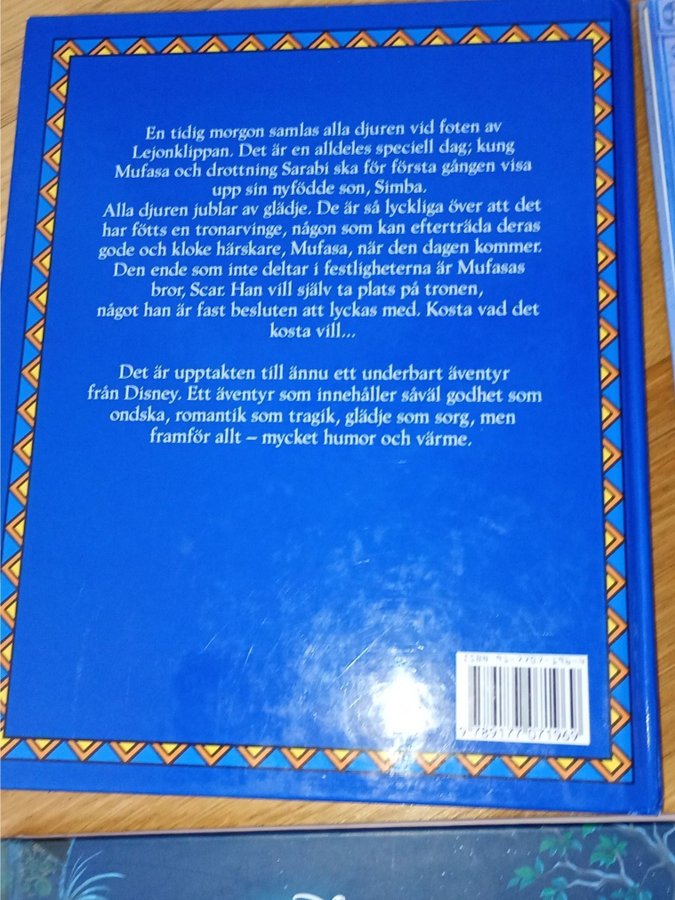 En tidig morgon samlas alla djuren vid foten av
Lejonklippan. Det är en alldeles speciell dag; kung
Mufasa och drottning Sarabi ska för första gången visa
upp sin nyfödde son, Simba.
Alla djuren jublar av glädje. De är så lyckliga över att det
har fötts en tronarvinge, någon som kan efterträda deras
gode och kloke härskare, Mufasa, när den dagen kommer.
Den ende som inte deltar i festligheterna är Mufasas
bror, Scar. Han vill själv ta plats på tronen,
något han är fast besluten att lyckas med. Kosta vad det
kosta vill...
Det är upptakten till ännu ett underbart äventyr
från Disney. Ett äventyr som innehåller såväl godhet som
ondska, romantik som tragik, glädje som sorg, men
framför allt – mycket humor och värme.
ISBN
9 789177 071969